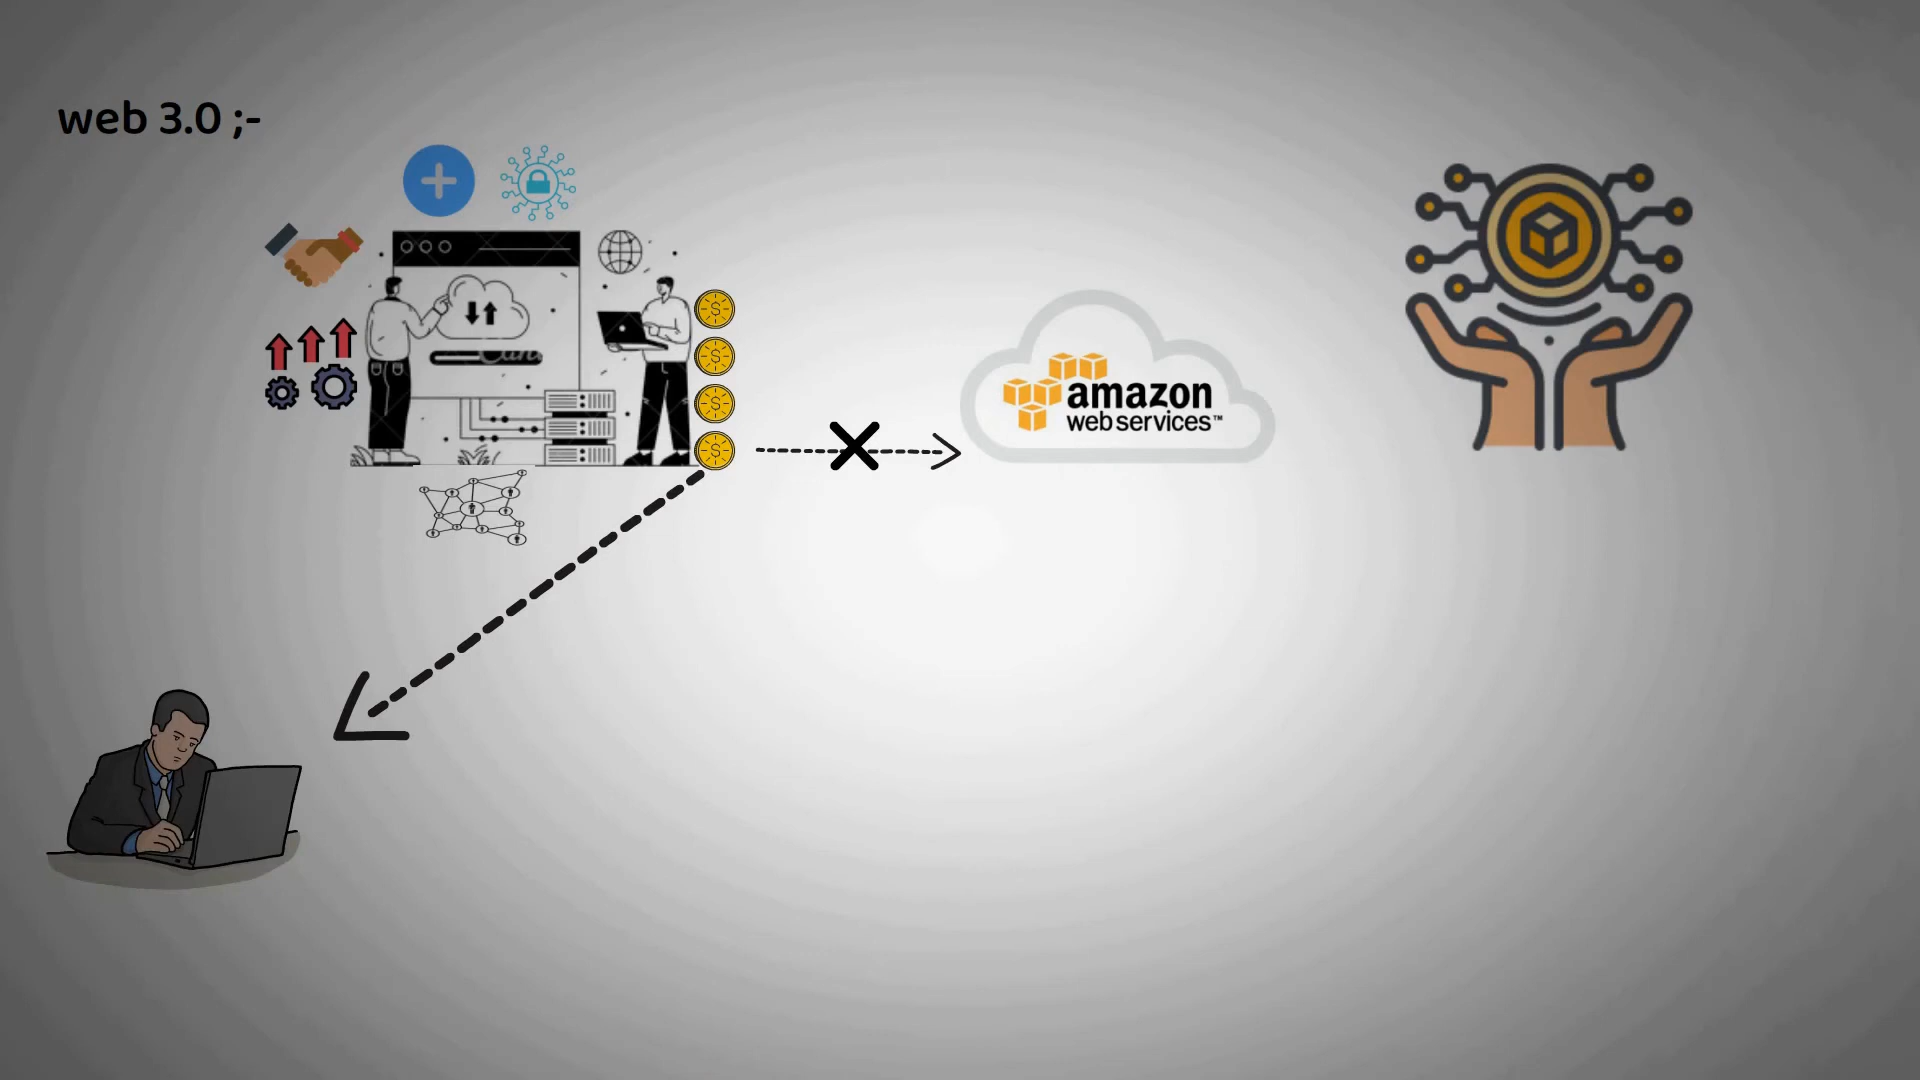 web 3.0 ;-
amazon
web services™